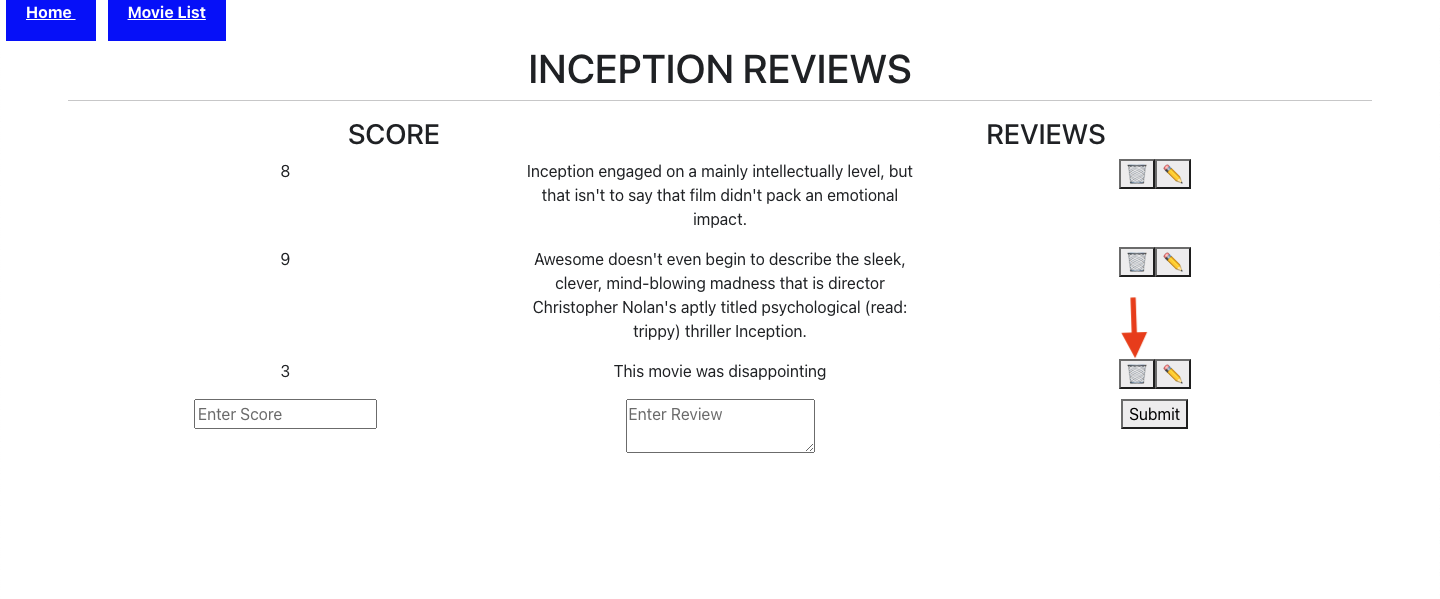 Home
Movie List
INCEPTION REVIEWS
SCORE
REVIEWS
8
Inception engaged on a mainly intellectually level, but
that isn't to say that film didn't pack an emotional
impact.
9
Awesome doesn't even begin to describe the sleek,
clever, mind-blowing madness that is director
Christopher Nolan's aptly titled psychological (read:
trippy) thriller Inception.
3
This movie was disappointing
Enter Score
Enter Review
Submit